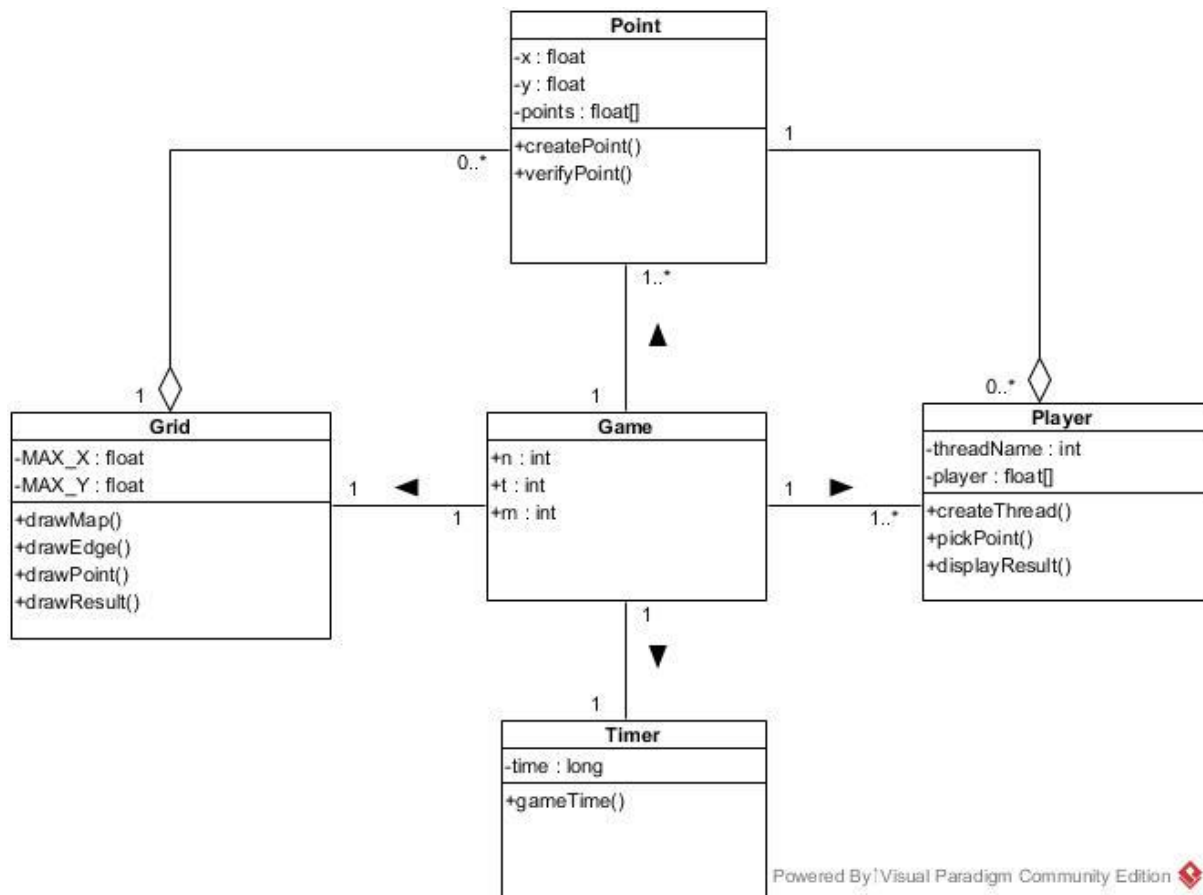 Point
-x : float
-y : float
-points : float[]
+createPoint()
+verifyPoint()
0..*
1
1..*
1
1
0..*
Grid
-MAX_X : float
-MAX_Y : float
+drawMap()
+drawEdge()
+drawPoint()
+drawResult()
1
1
Game
+n : int
+t : int
+m : int
1
1..*
Player
-threadName : int
-player : float[]
+createThread()
+pickPoint()
+displayResult()
1
1
Timer
-time : long
+gameTime()
Powered By Visual Paradigm Community Edition